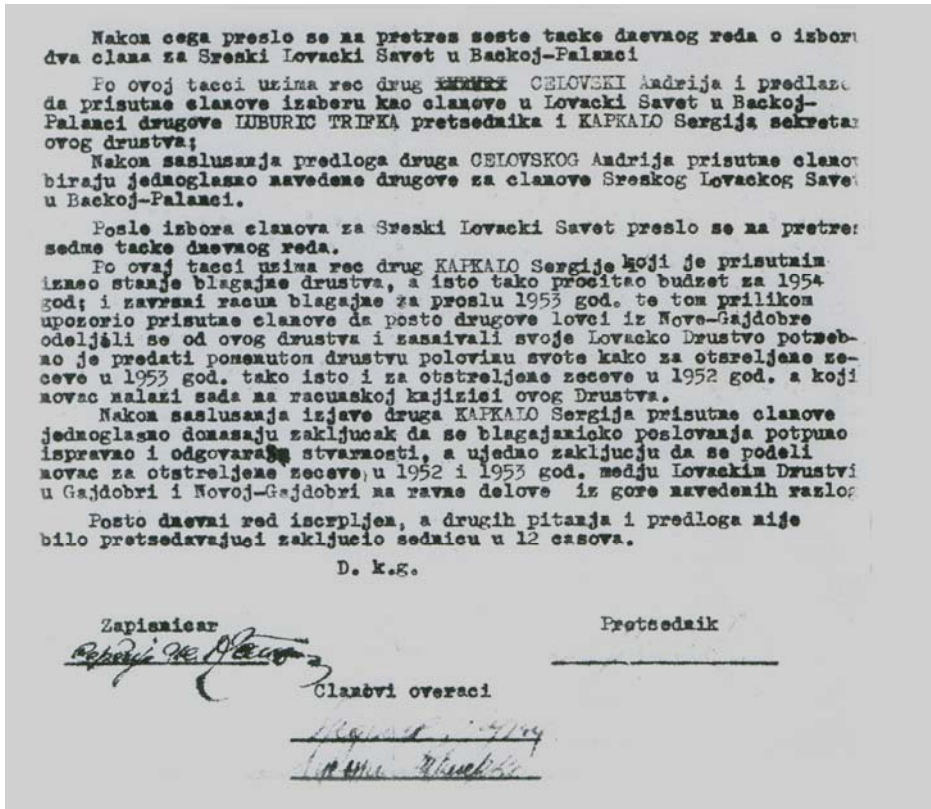 Nakon cega preslo se na pretres seste tacke dnevnog reda o izboru
dva clana za Sreski Lovacki Savet u Backoj-Palanci
Po ovoj tacci uzima rec drug CELOVSKI Andrija i predlaze
da prisutne clanove izaberu kao clanove u Lovacki Savet u Backoj-
Palanci drugove LUBURIC TRIFKA pretsednika i KAPKALO Sergija sekreta
ovog drustva;
Nakon saslusanja predloga druga CELOVSKOG Andrija prisutne clanov
biraju jednoglasno navedene drugove za clanove Sreskog Lovackog Savet
u Backoj-Palanci.
Posle izbora clanova za Sreski Lovacki Savet preslo se na pretres
sedme tacke dnevnog reda.
Po ovaj tacci uzima rec drug KAPKALO Sergije koji je prisutnim
izneo stanje blagajne drustva, a isto tako procitao budzet za 1954
god; i zavrsni racun blagajne za proslu 1953 god. te tom prilikom
upozorio prisutne clanove da posto drugove lovci iz Nove-Gajdobre
odeljili se od ovog drustva i zasnivali svoje Lovacko Drustvo potreb-
no je predati pomenutom drustvu polovinu svote kako za otsreljene ze-
ceve u 1953 god. tako isto i za otstreljene zeceve u 1952 god. a koji
novac nalazi sada na racunskoj knjizici ovog Drustva.
Nakon saslusanja izjave druga KAPKALO Sergija prisutne clanove
jednoglasno donasaju zakljucak da se blagajnicko poslovanja potpuno
ispravno i odgovara stvarnosti, a ujedno zakljucju da se podeli
novac za otstreljene zeceve, u 1952 i 1953 god. medju Lovackim Drustvi
u Gajdobri i Novoj-Gajdobri na ravne delove iz gore navedenih razlog
Posto dnevni red iscrpljen, a drugih pitanja i predloga nije
bilo pretsedavajuci zakljucio sednicu u 12 casova.
D. k.g.
Zapisnicar
Pretsednik
Clanovi overaci